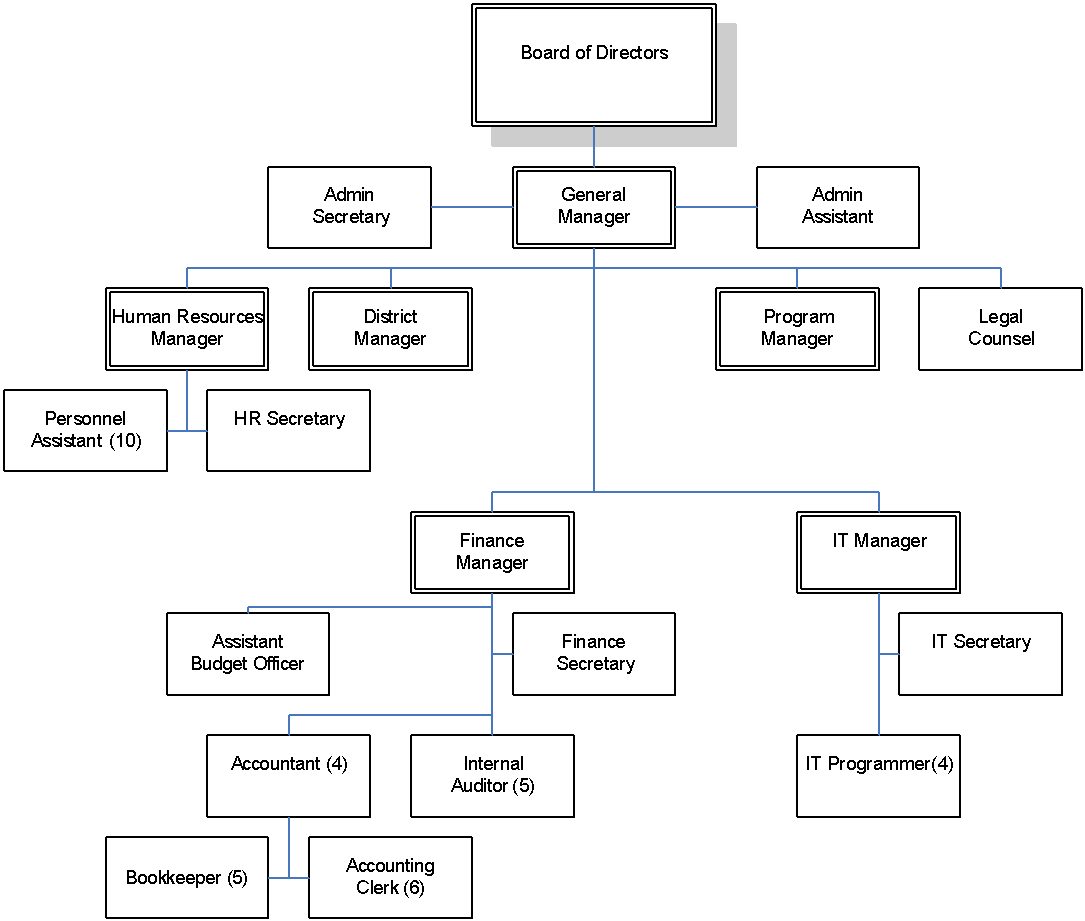 Board of Directors
Admin
Secretary
General
Manager
Admin
Assistant
Human Resources
Manager
District
Manager
Program
Manager
Legal
Counsel
Personnel
Assistant (10)
HR Secretary
Finance
Manager
IT Manager
Assistant
Budget Officer
Finance
Secretary
IT Secretary
Accountant (4)
Internal
Auditor (5)
IT Programmer(4)
Bookkeeper (5)
Accounting
Clerk (6)